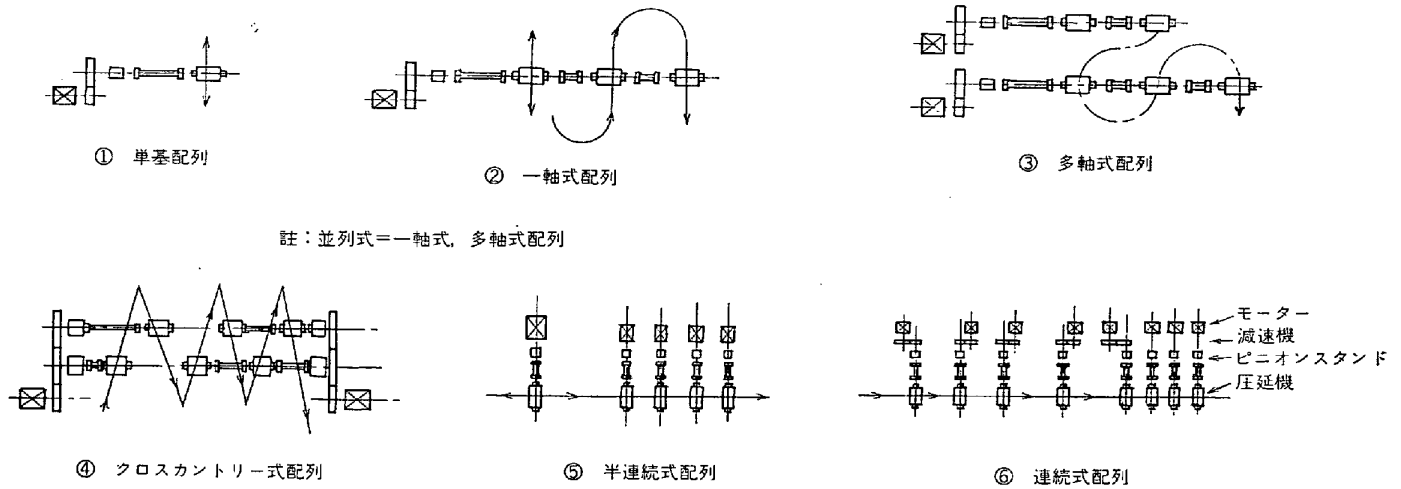 ① 単基配列
② 一軸式配列
③ 多軸式配列
註：並列式＝一軸式，多軸式配列
モーター
減速機
ピニオンスタンド
圧延機
④ クロスカントリー式配列
⑤ 半連続式配列
⑥ 連続式配列